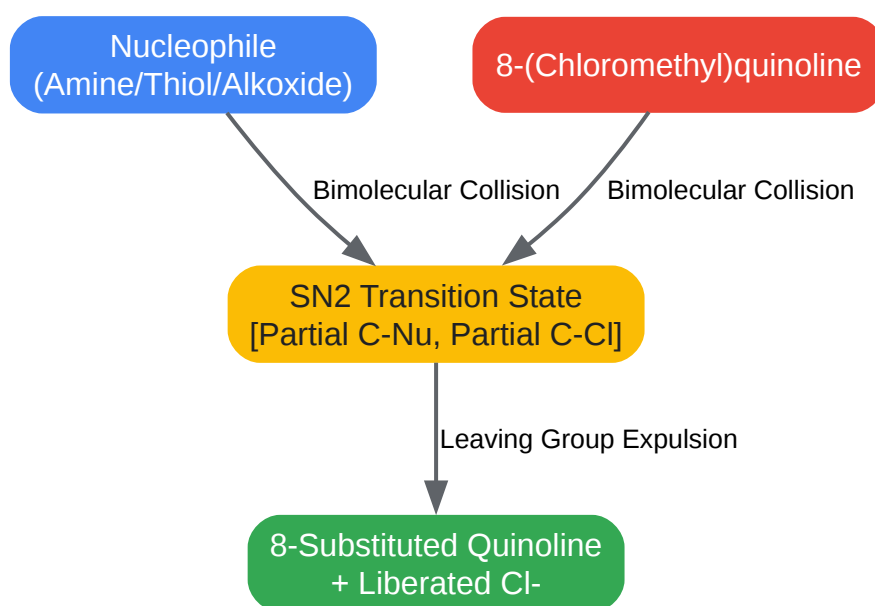 Nucleophile
(Amine/Thiol/Alkoxide)
8-(Chloromethyl)quinoline
Bimolecular Collision
Bimolecular Collision
SN2 Transition State
[Partial C-Nu, Partial C-Cl]
Leaving Group Expulsion
8-Substituted Quinoline
+ Liberated Cl-